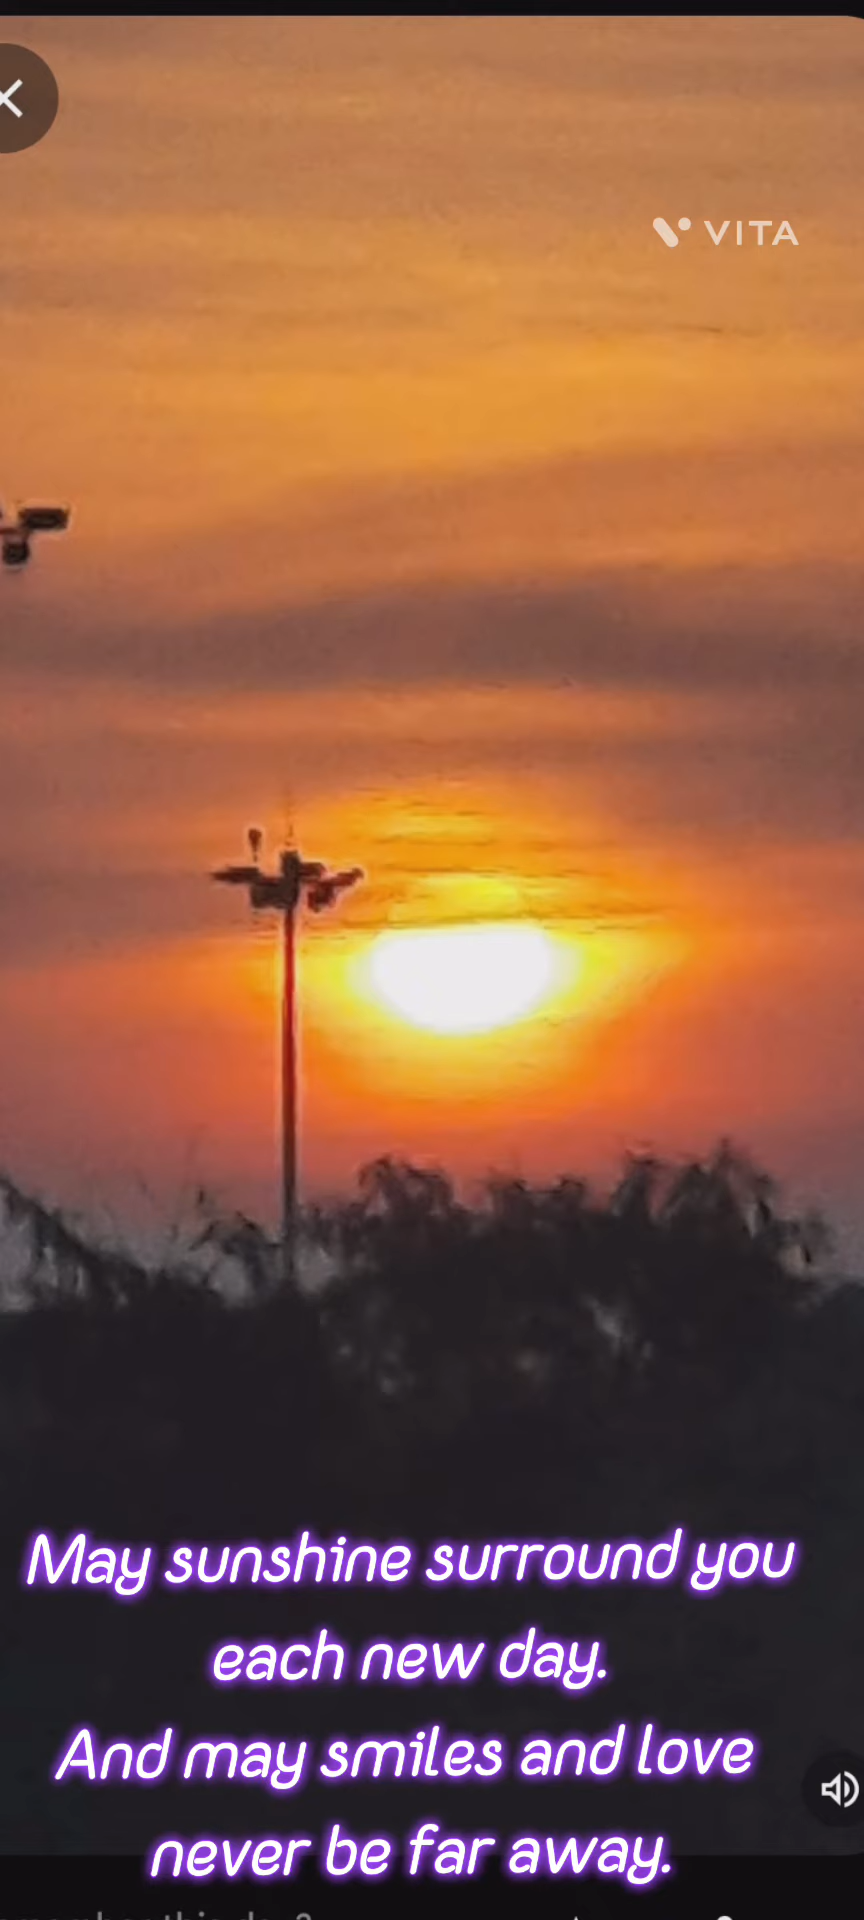 VITA
May sunshine surround you
each new day.
And may smiles and love
never be far away.